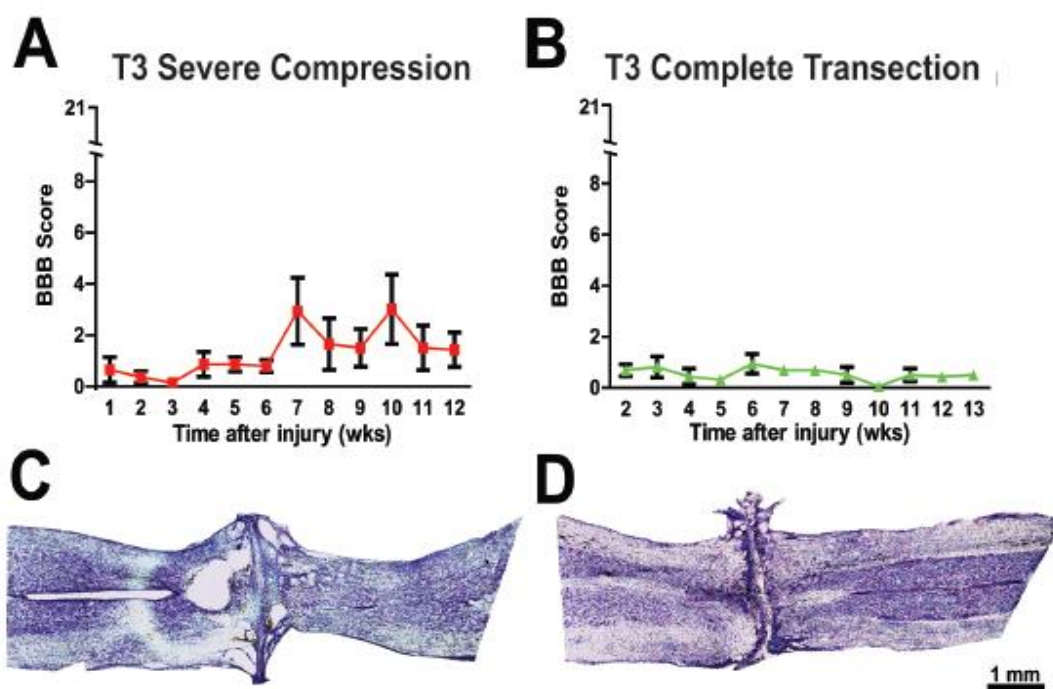 A
T3 Severe Compression
21
8
6
4
2
0
BBB Score
1 2 3 4 5 6 7 8 9 10 11 12
Time after injury (wks)
B
T3 Complete Transection
21
8
6
4
2
0
BBB Score
2 3 4 5 6 7 8 9 10 11 12 13
Time after injury (wks)
C
D
1 mm